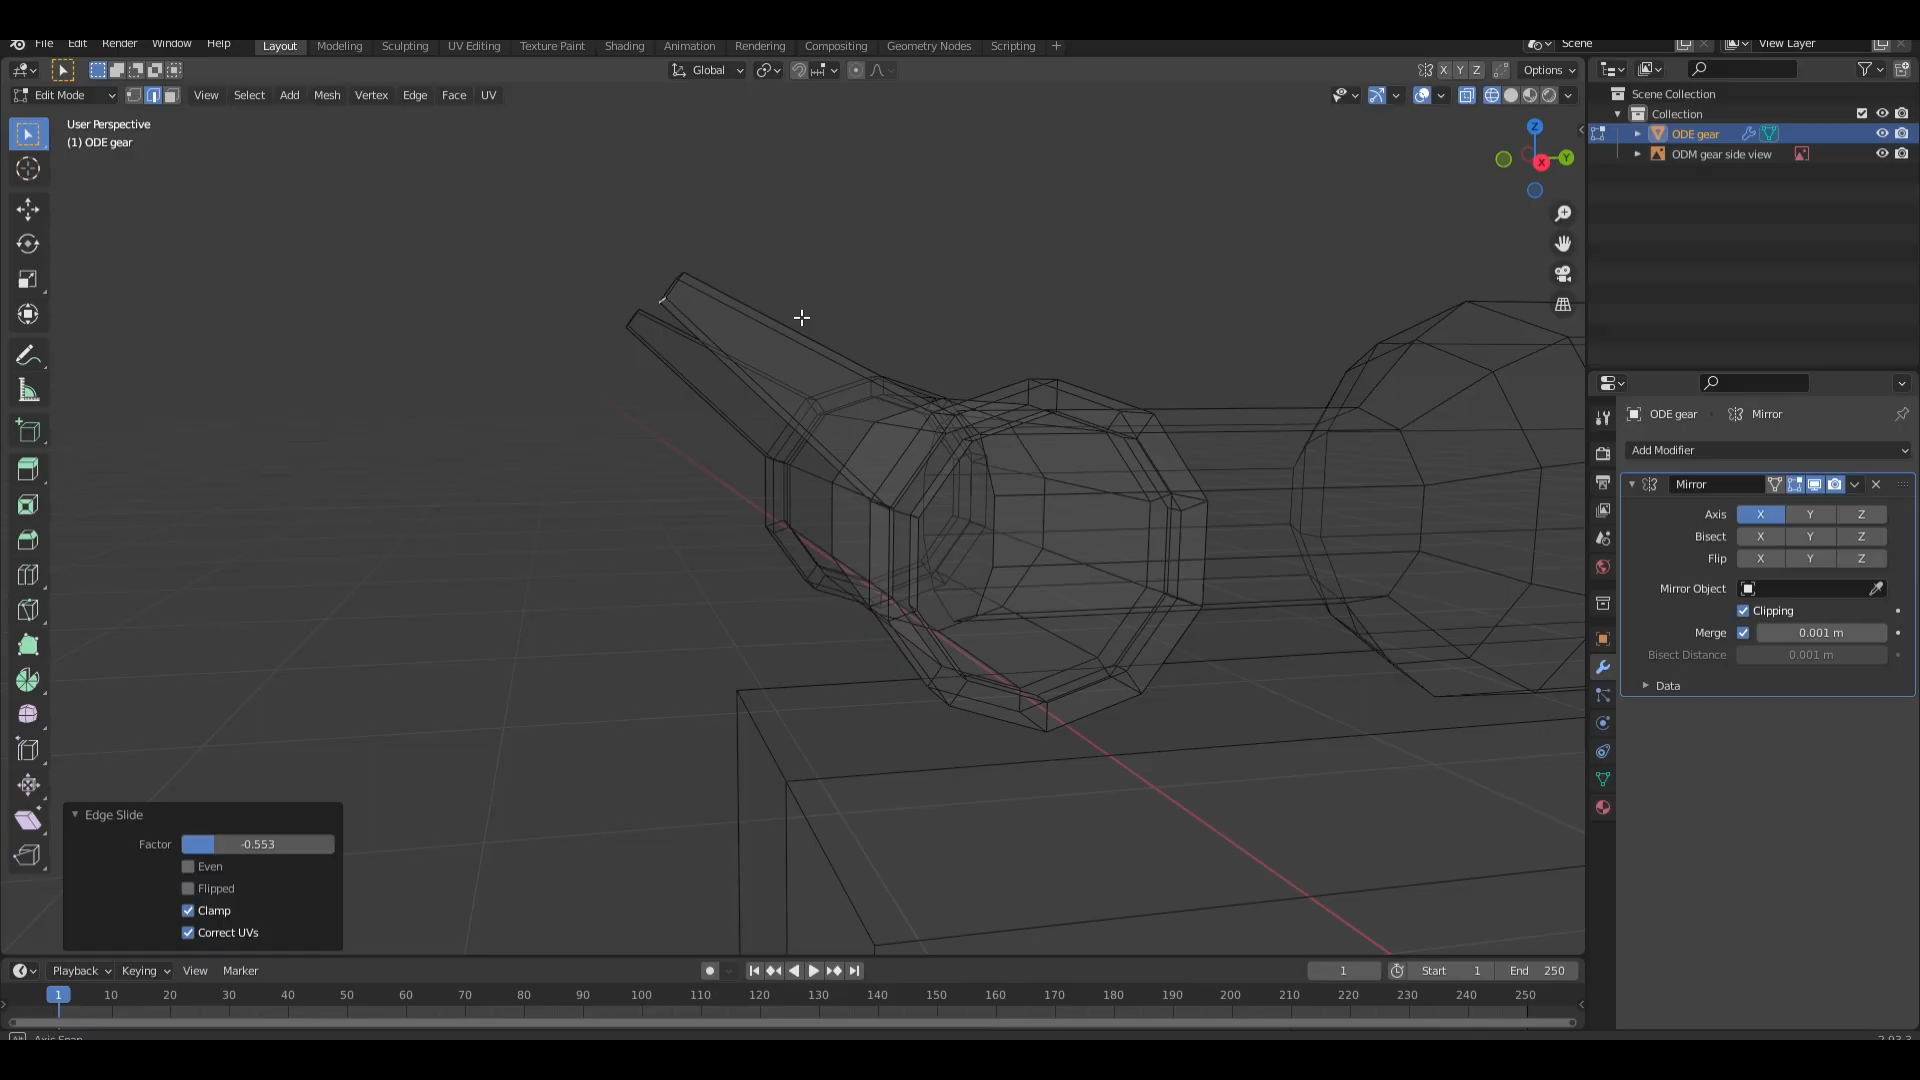 File Edit Render Window Help Layout Modeling Sculpting UV Editing Texture Paint Shading Animation Rendering Compositing Geometry Nodes Scripting + Scene View Layer
Global Options X Y Z
Edit Mode View Select Add Mesh Vertex Edge Face UV
User Perspective
(1) ODE gear
Z
Y
X
Scene Collection
Collection
ODE gear
ODM gear side view
ODE gear Mirror
Add Modifier
Mirror
Axis X Y Z
Bisect X Y Z
Flip X Y Z
Mirror Object
Clipping
Merge 0.001 m
Bisect Distance 0.001 m
Data
Edge Slide
Factor -0.553
Even
Flipped
Clamp
Correct UVs
Playback Keying View Marker 1 Start 1 End 250
1 10 20 30 40 50 60 70 80 90 100 110 120 130 140 150 160 170 180 190 200 210 220 230 240 250